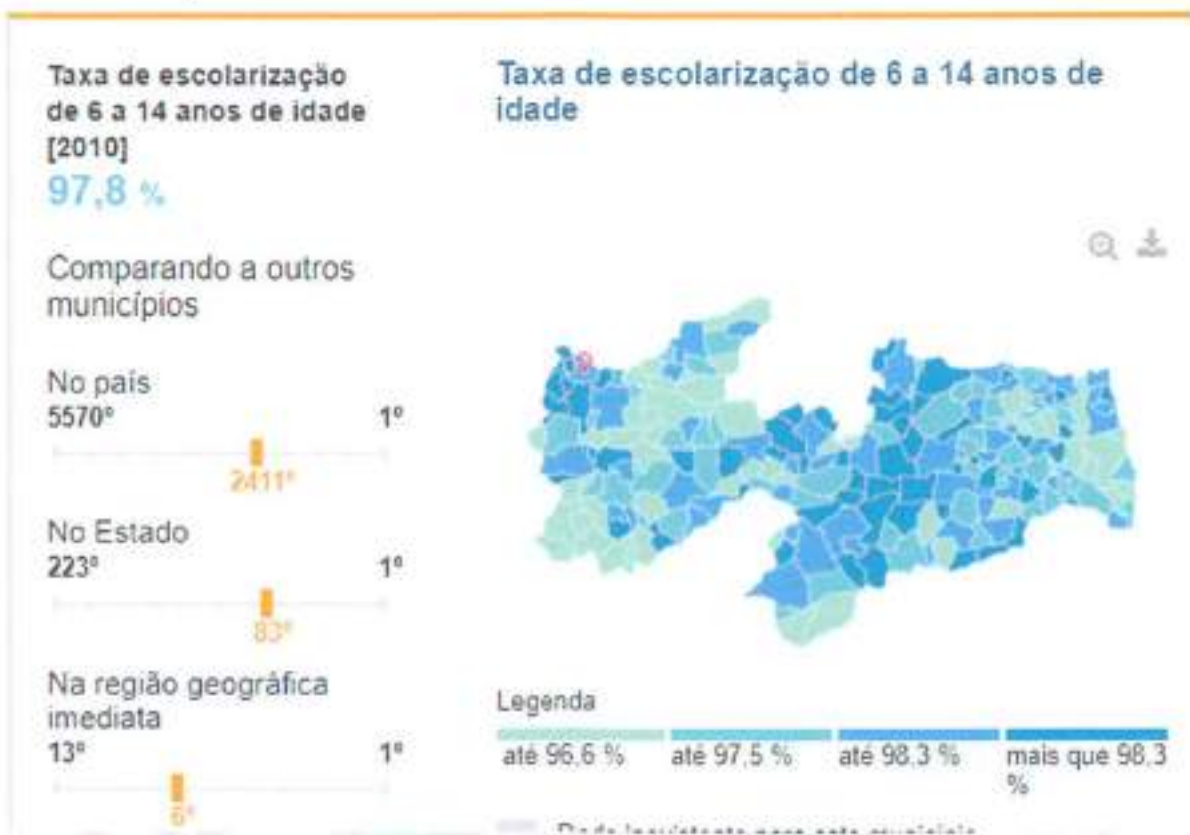 Taxa de escolarização
de 6 a 14 anos de idade
[2010]
97,8 %
Comparando a outros
municípios
No país
5570º 1º
2411º
No Estado
223º 1º
83º
Na região geográfica
imediata
13º 1º
Taxa de escolarização de 6 a 14 anos de
idade
Legenda
até 96,6 %
até 97,5 %
até 98,3 %
mais que 98,3
%